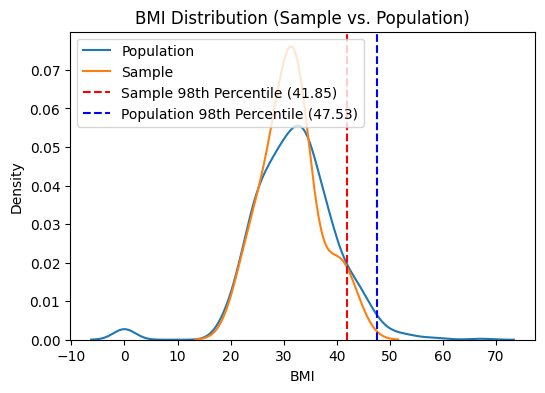 BMI Distribution (Sample vs. Population)
Population
Sample
Sample 98th Percentile (41.85)
Population 98th Percentile (47.53)
Density
0.07
0.06
0.05
0.04
0.03
0.02
0.01
0.00
−10 0 10 20 30 40 50 60 70
BMI